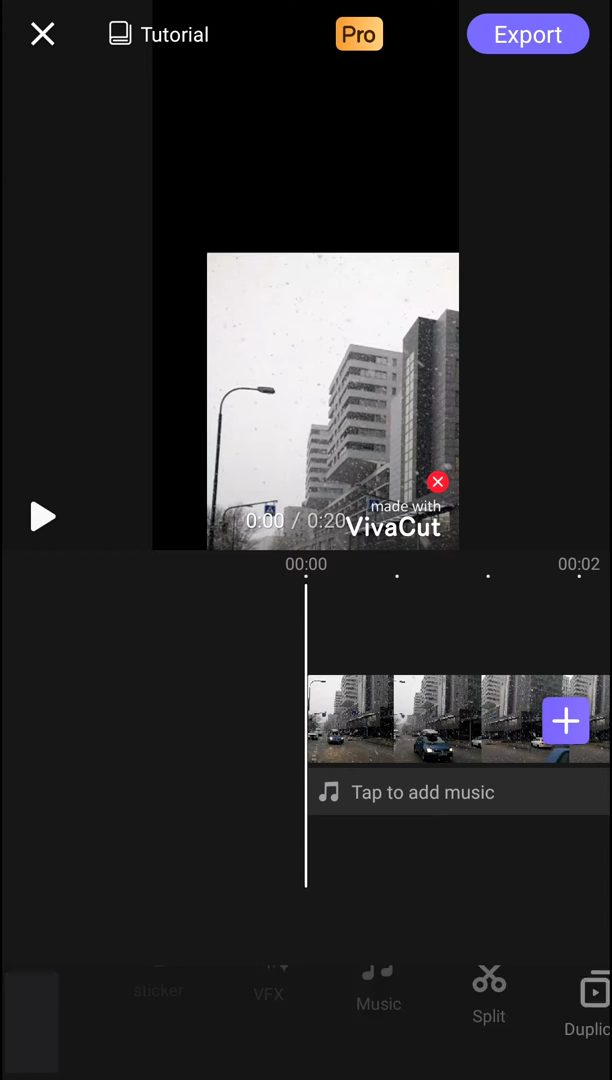 Tutorial
Pro
Export
made with
0:00 / 0:20
VivaCut
00:00
00:02
Tap to add music
sticker
VFX
Music
Split
Duplic